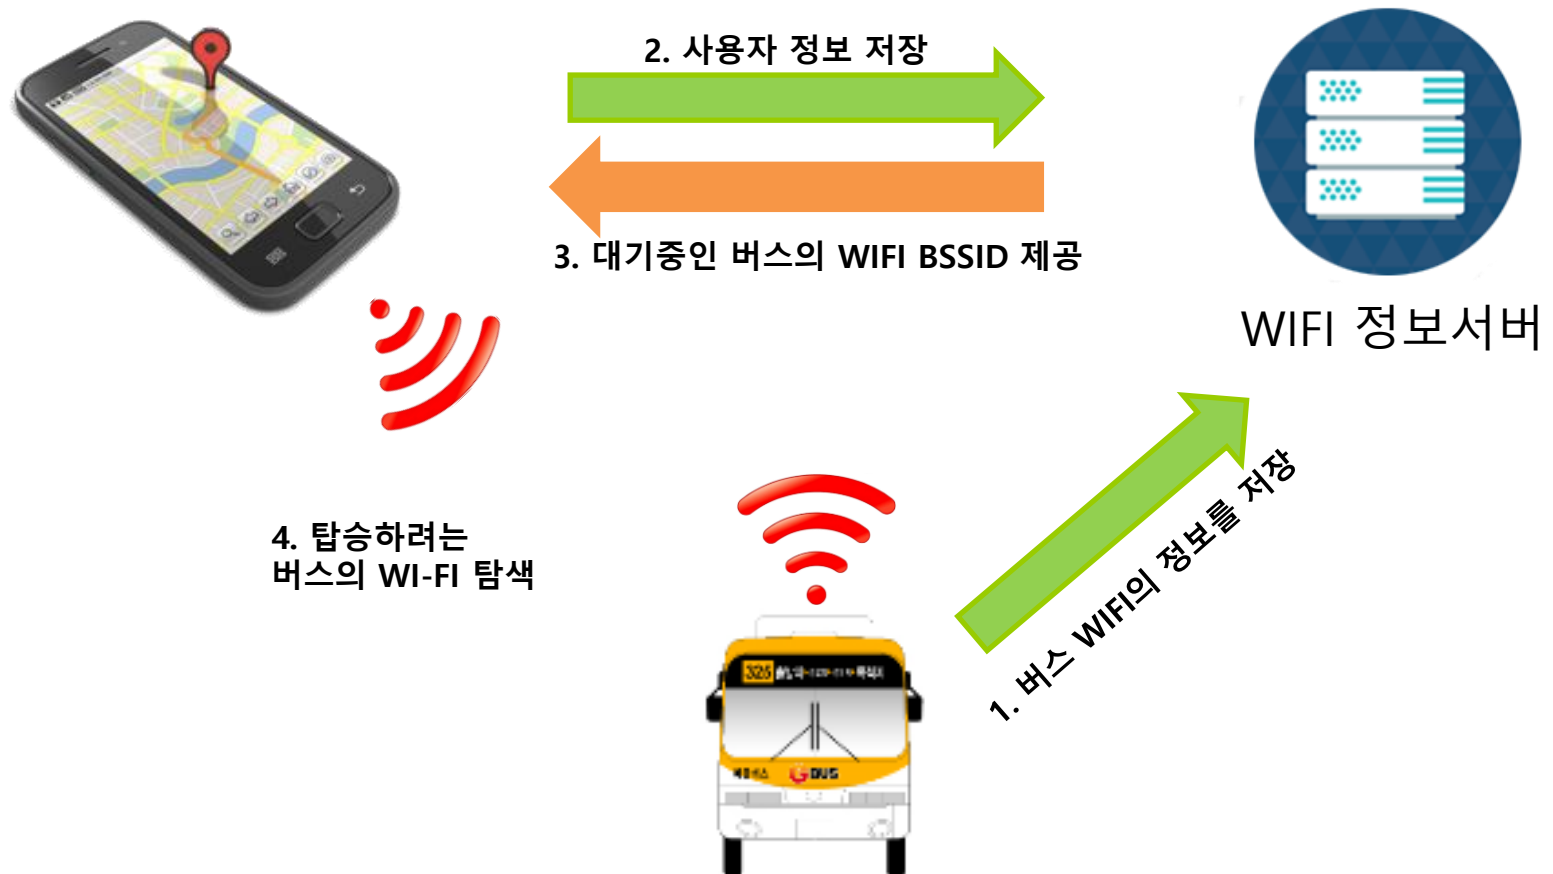 2. 사용자 정보 저장
3. 대기중인 버스의 WIFI BSSID 제공
WIFI 정보서버
1. 버스 WIFI의 정보를 저장
4. 탑승하려는
버스의 WI-FI 탐색
325
G BUS